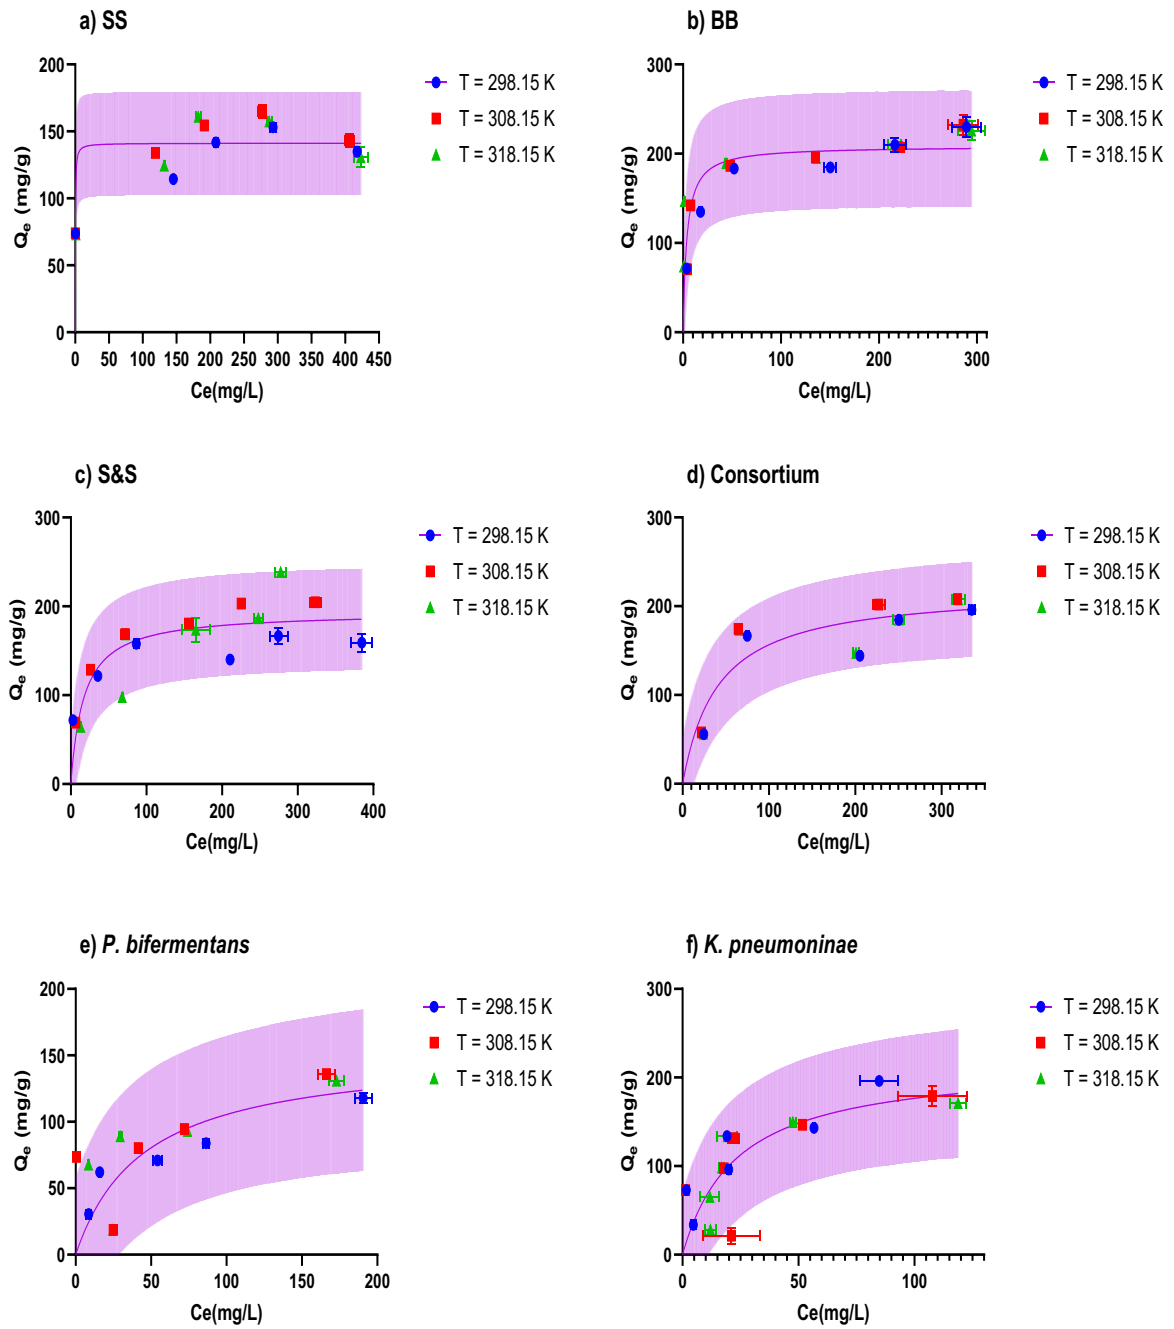 a) SS
200
150
100
50
0
Qe (mg/g)
0 50 100 150 200 250 300 350 400 450
Ce(mg/L)
T = 298.15 K
T = 308.15 K
T = 318.15 K
b) BB
300
200
100
0
Qe (mg/g)
0 100 200 300
Ce(mg/L)
T = 298.15 K
T = 308.15 K
T = 318.15 K
c) S&S
300
200
100
0
Qe (mg/g)
0 100 200 300 400
Ce(mg/L)
T = 298.15 K
T = 308.15 K
T = 318.15 K
d) Consortium
300
200
100
0
Qe (mg/g)
0 100 200 300
Ce(mg/L)
T = 298.15 K
T = 308.15 K
T = 318.15 K
e) P. bifermentans
200
150
100
50
0
Qe (mg/g)
0 50 100 150 200
Ce(mg/L)
T = 298.15 K
T = 308.15 K
T = 318.15 K
f) K. pneumoninae
300
200
100
0
Qe (mg/g)
0 50 100
Ce(mg/L)
T = 298.15 K
T = 308.15 K
T = 318.15 K